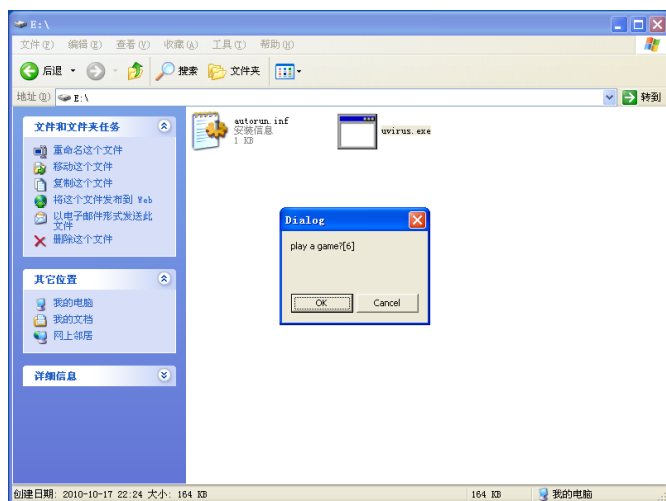 E:\
文件(F) 编辑(E) 查看(V) 收藏(A) 工具(T) 帮助(H)
后退 搜索 文件夹
地址(D) E:\ 转到
文件和文件夹任务
重命名这个文件
移动这个文件
复制这个文件
将这个文件发布到 Web
以电子邮件形式发送此
文件
删除这个文件
其它位置
我的电脑
我的文档
网上邻居
详细信息
autorun.inf
安装信息
1 KB
uvirus.exe
Dialog
play a game?[6]
OK Cancel
创建日期: 2010-10-17 22:24 大小: 164 KB 164 KB 我的电脑